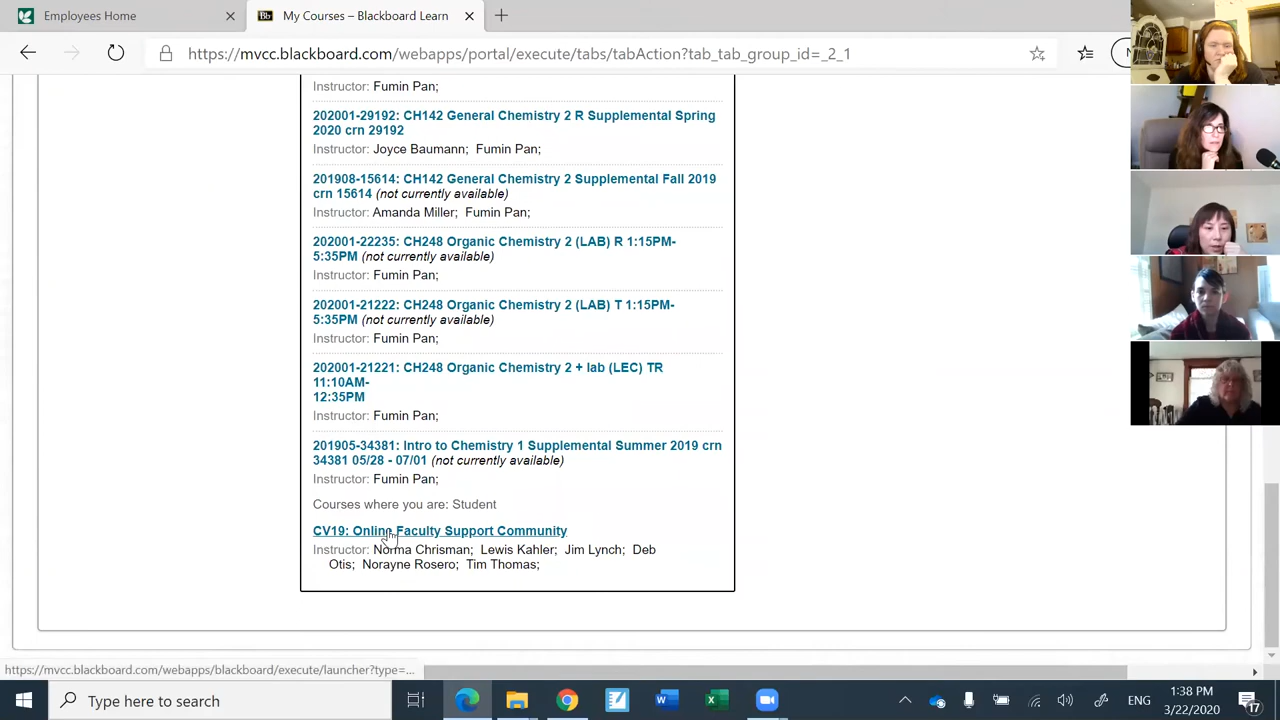 Employees Home
Bb
My Courses – Blackboard Learn
https://mvcc.blackboard.com/webapps/portal/execute/tabs/tabAction?tab_tab_group_id=_2_1
Instructor: Fumin Pan;
202001-29192: CH142 General Chemistry 2 R Supplemental Spring
2020 crn 29192
Instructor: Joyce Baumann; Fumin Pan;
201908-15614: CH142 General Chemistry 2 Supplemental Fall 2019
crn 15614 (not currently available)
Instructor: Amanda Miller; Fumin Pan;
202001-22235: CH248 Organic Chemistry 2 (LAB) R 1:15PM-
5:35PM (not currently available)
Instructor: Fumin Pan;
202001-21222: CH248 Organic Chemistry 2 (LAB) T 1:15PM-
5:35PM (not currently available)
Instructor: Fumin Pan;
202001-21221: CH248 Organic Chemistry 2 + lab (LEC) TR
11:10AM-
12:35PM
Instructor: Fumin Pan;
201905-34381: Intro to Chemistry 1 Supplemental Summer 2019 crn
34381 05/28 - 07/01 (not currently available)
Instructor: Fumin Pan;
Courses where you are: Student
CV19: Online Faculty Support Community
Instructor: Norma Chrisman; Lewis Kahler; Jim Lynch; Deb
Otis; Norayne Rosero; Tim Thomas;
https://mvcc.blackboard.com/webapps/blackboard/execute/launcher?type=...
Type here to search
ENG
1:38 PM
3/22/2020
17